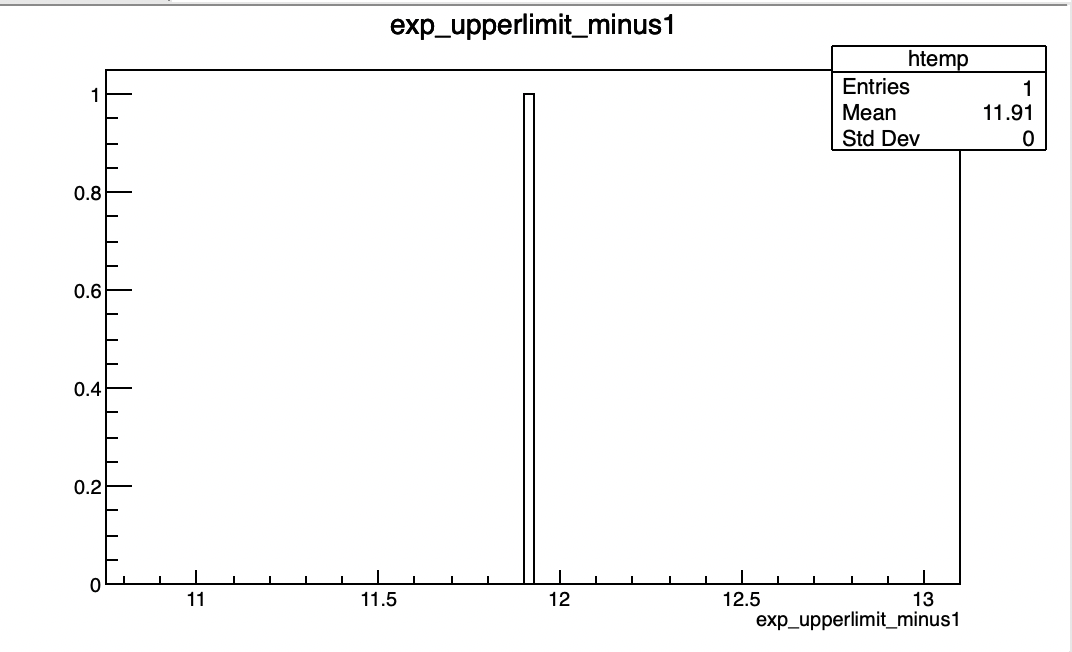 exp_upperlimit_minus1
htemp
Entries 1
Mean 11.91
Std Dev 0
1
0.8
0.6
0.4
0.2
0
11 11.5 12 12.5 13
exp_upperlimit_minus1